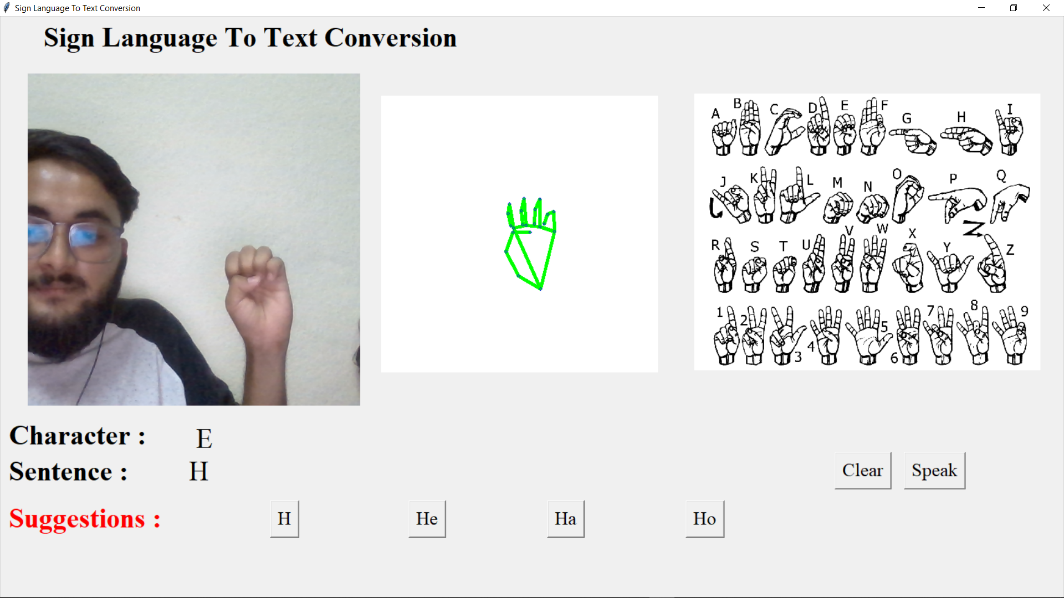 Sign Language To Text Conversion
Sign Language To Text Conversion
A B C D E F G H I
J K L M N O P Q
R S T U V W X Y Z
1 2 3 4 5 6 7 8 9
Character : E
Sentence : H
Clear Speak
Suggestions : H He Ha Ho